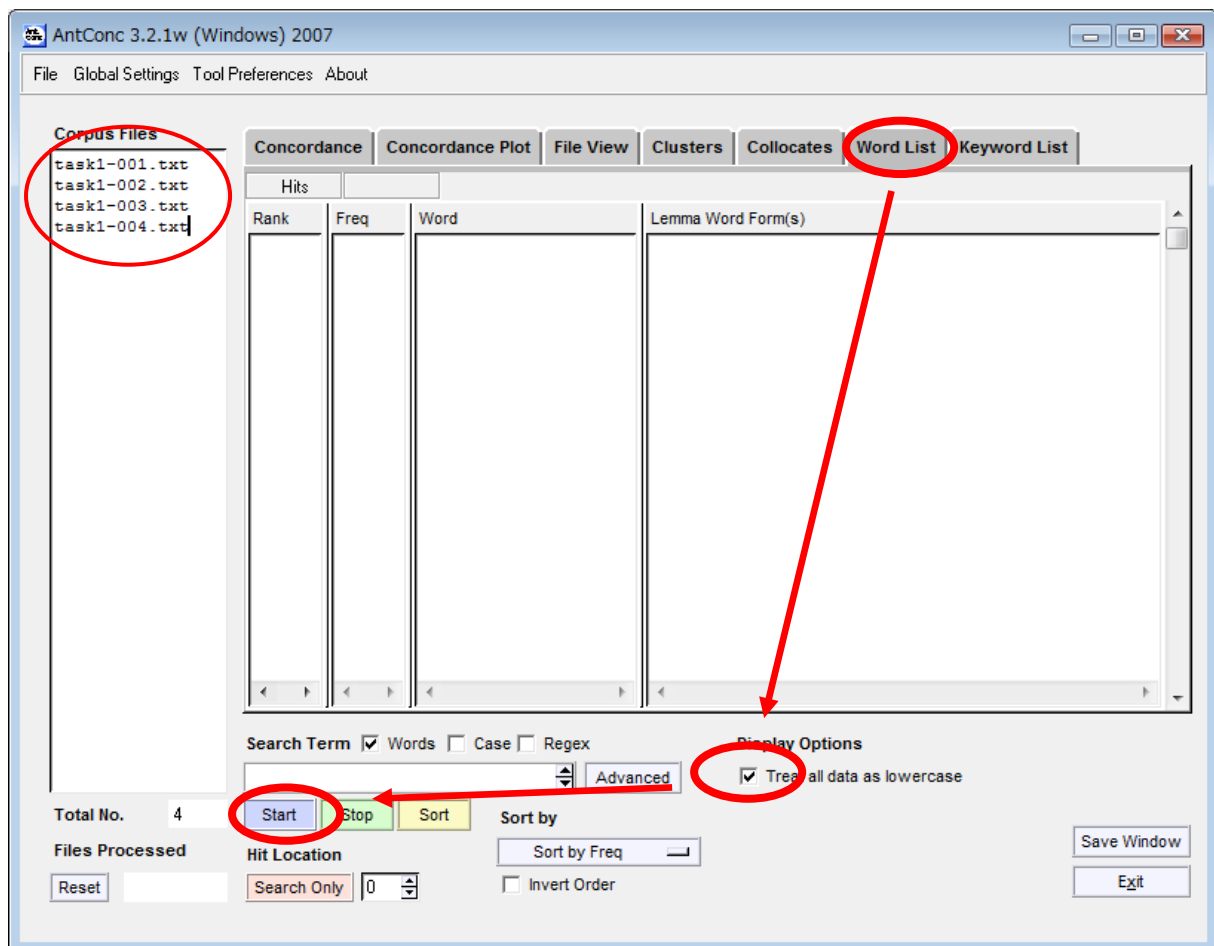 AntConc 3.2.1w (Windows) 2007
File Global Settings Tool Preferences About
Corpus Files
task1-001.txt
task1-002.txt
task1-003.txt
task1-004.txt
Concordance Concordance Plot File View Clusters Collocates Word List Keyword List
Hits
Rank Freq Word Lemma Word Form(s)
Search Term Words Case Regex
Display Options
Advanced
Treat all data as lowercase
Total No. 4
Start Stop Sort
Sort by
Files Processed
Hit Location
Sort by Freq
Save Window
Reset
Search Only 0
Invert Order
Exit